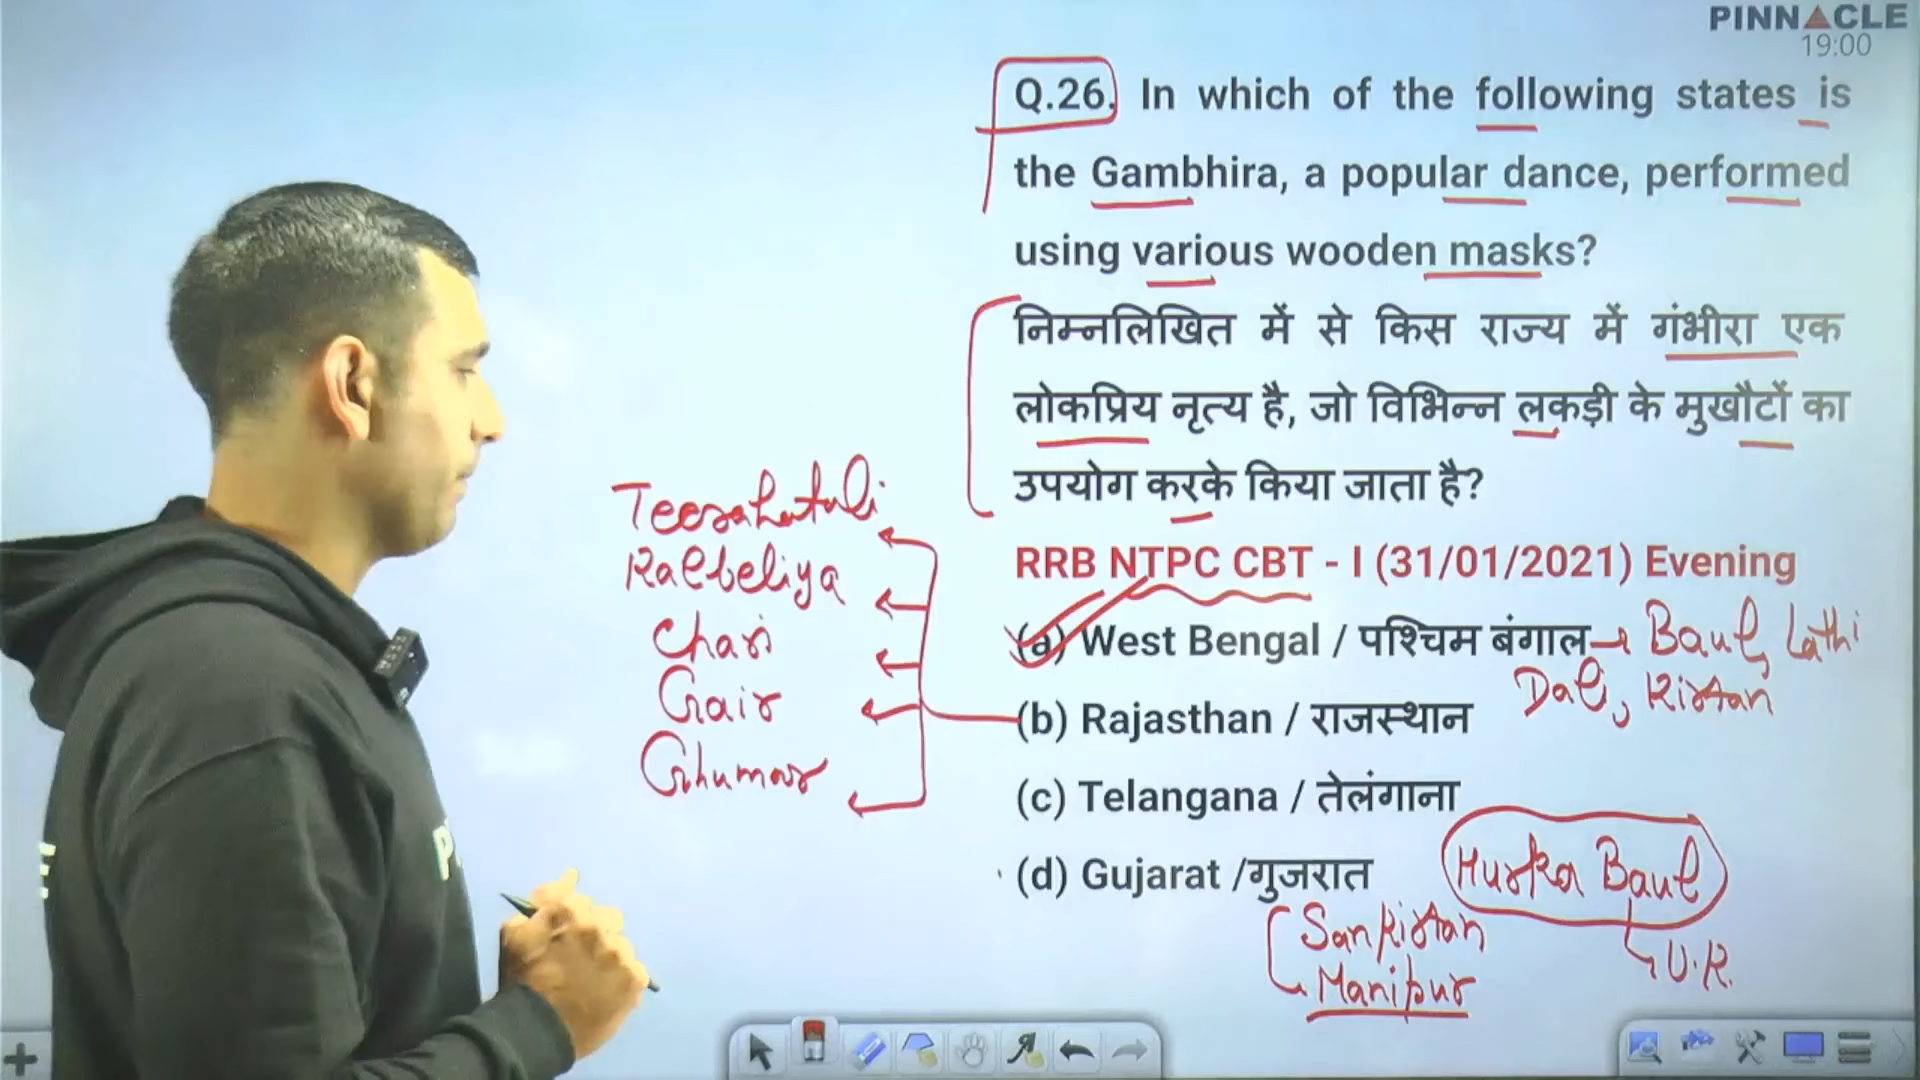 PINNACLE
19:00
Q.26. In which of the following states is
the Gambhira, a popular dance, performed
using various wooden masks?
निम्नलिखित में से किस राज्य में गंभीरा एक
लोकप्रिय नृत्य है, जो विभिन्न लकड़ी के मुखौटों का
उपयोग करके किया जाता है?
RRB NTPC CBT - I (31/01/2021) Evening
(a) West Bengal / पश्चिम बंगाल → Baul, Lathi
Dali, Kirtan
(b) Rajasthan / राजस्थान
(c) Telangana / तेलंगाना
(d) Gujarat /गुजरात
Hurka Baul
U.K.
Sankirtan
Manipur
Teerahatali
Kalbeliya
Chari
Gair
Ghumar